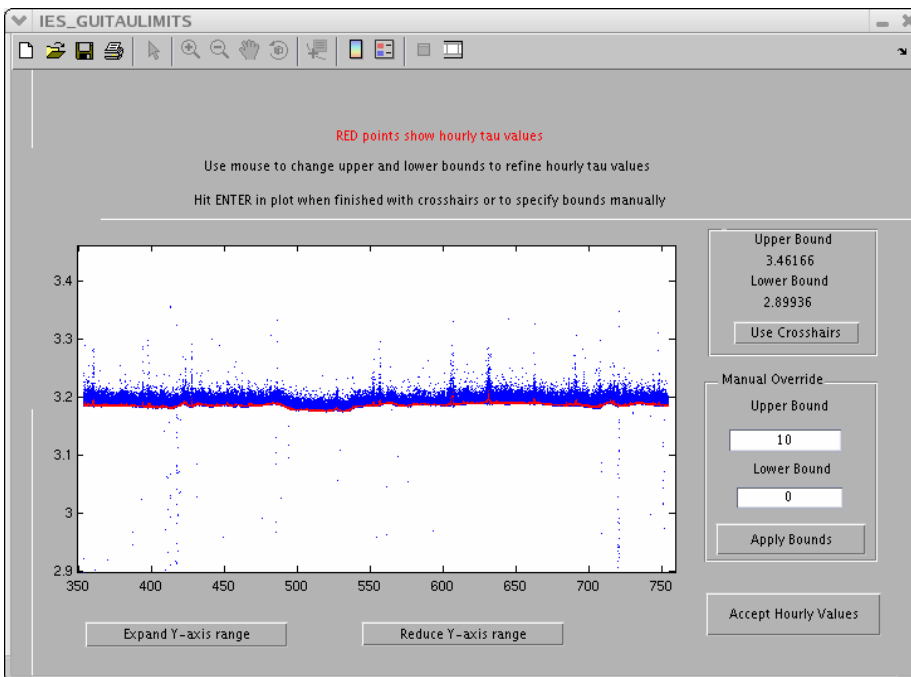 IES_GUITAULIMITS
RED points show hourly tau values
Use mouse to change upper and lower bounds to refine hourly tau values
Hit ENTER in plot when finished with crosshairs or to specify bounds manually
3.4
3.3
3.2
3.1
3
2.9
350 400 450 500 550 600 650 700 750
Expand Y-axis range
Reduce Y-axis range
Upper Bound
3.46166
Lower Bound
2.89936
Use Crosshairs
Manual Override
Upper Bound
10
Lower Bound
0
Apply Bounds
Accept Hourly Values